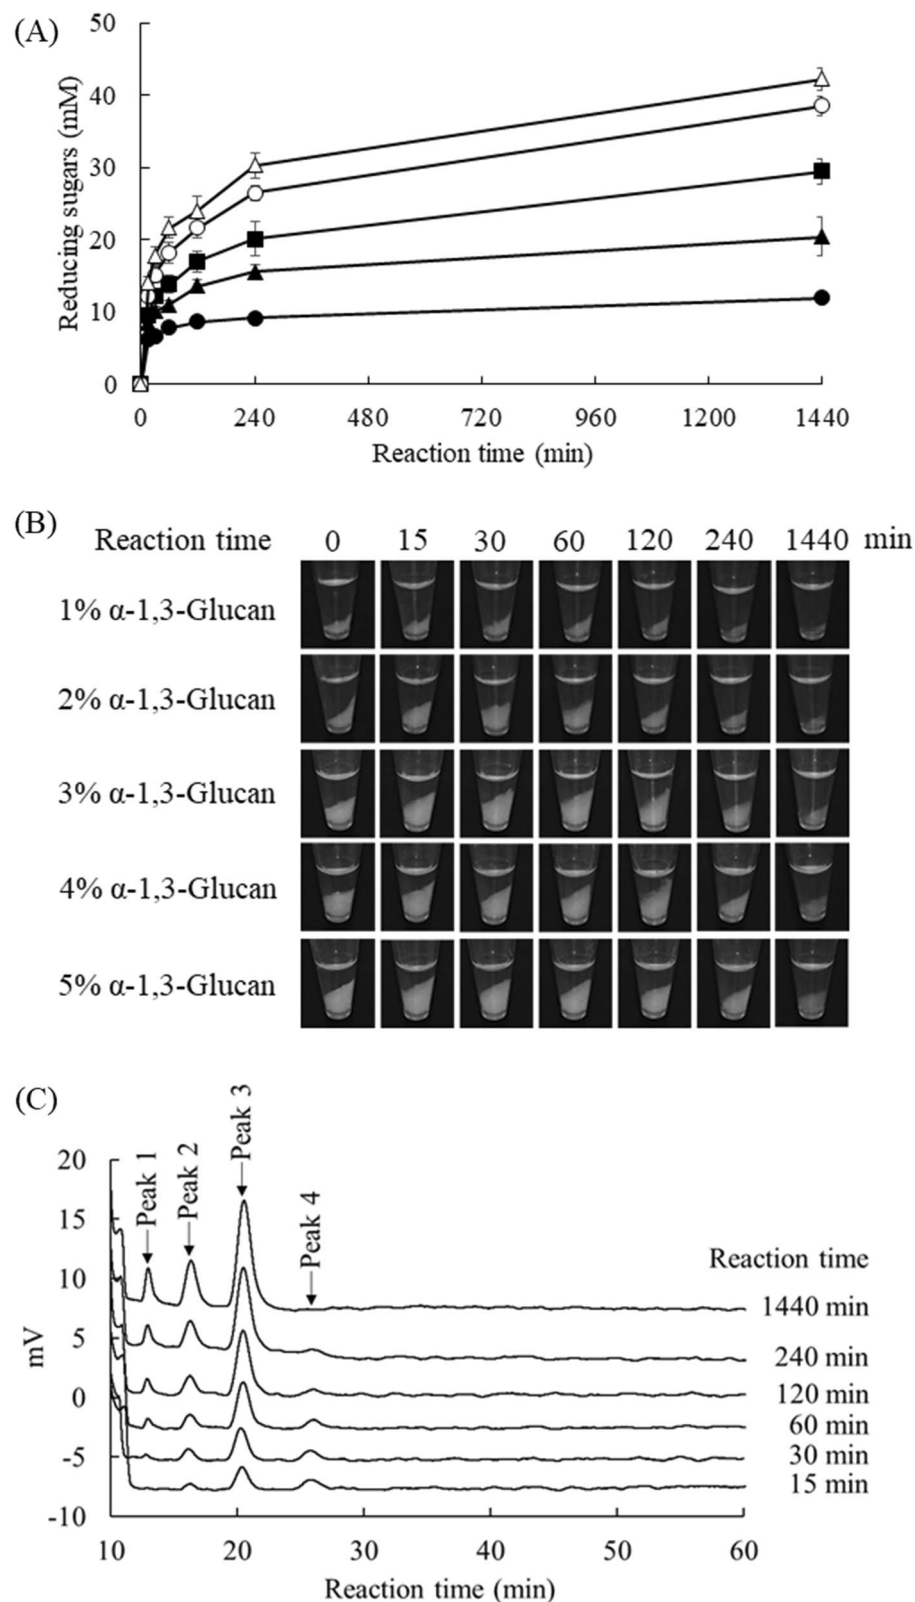 (A)
Reducing sugars (mM)
50
40
30
20
10
0
0 240 480 720 960 1200 1440
Reaction time (min)
(B)
Reaction time 0 15 30 60 120 240 1440 min
1% α-1,3-Glucan
2% α-1,3-Glucan
3% α-1,3-Glucan
4% α-1,3-Glucan
5% α-1,3-Glucan
(C)
Peak 1
Peak 2
Peak 3
Peak 4
mV
20
15
10
5
0
-5
-10
Reaction time
1440 min
240 min
120 min
60 min
30 min
15 min
10 20 30 40 50 60
Reaction time (min)